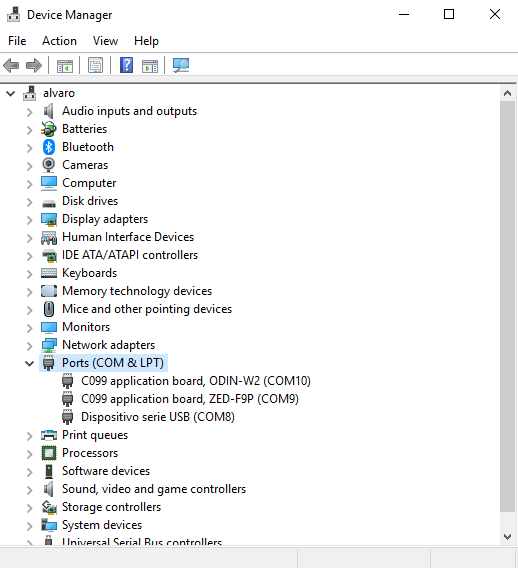 Device Manager
File Action View Help
alvaro
Audio inputs and outputs
Batteries
Bluetooth
Cameras
Computer
Disk drives
Display adapters
Human Interface Devices
IDE ATA/ATAPI controllers
Keyboards
Memory technology devices
Mice and other pointing devices
Monitors
Network adapters
Ports (COM & LPT)
C099 application board, ODIN-W2 (COM10)
C099 application board, ZED-F9P (COM9)
Dispositivo serie USB (COM8)
Print queues
Processors
Software devices
Sound, video and game controllers
Storage controllers
System devices
Universal Serial Bus controllers